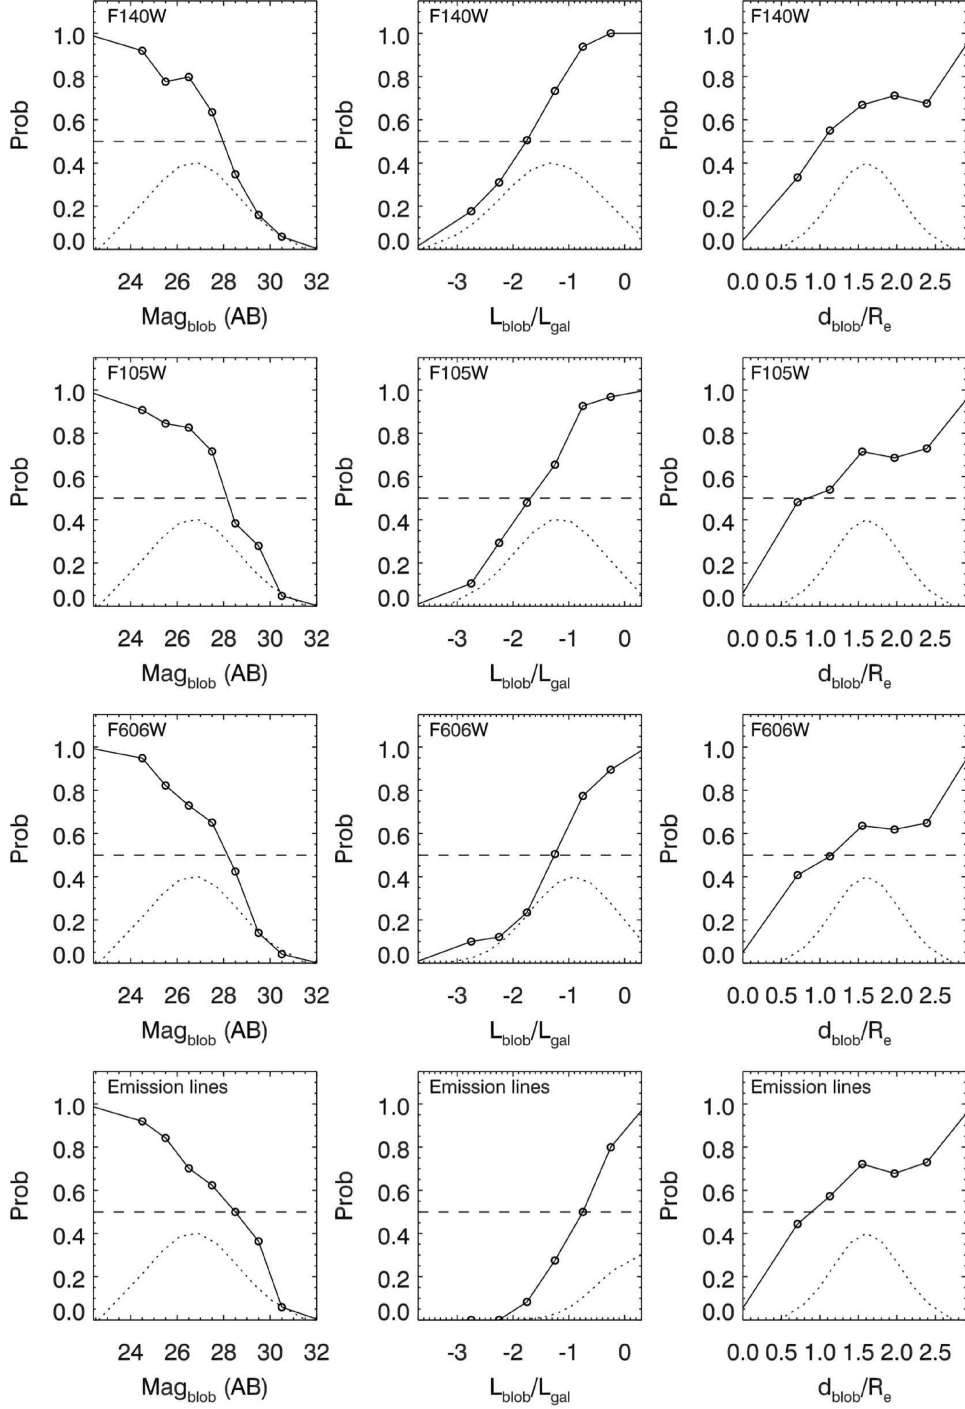 F140W F140W F140W
Prob Prob Prob
1.0 1.0 1.0
0.8 0.8 0.8
0.6 0.6 0.6
0.4 0.4 0.4
0.2 0.2 0.2
0.0 0.0 0.0
24 26 28 30 32 -3 -2 -1 0 0.0 0.5 1.0 1.5 2.0 2.5
Mag_blob (AB) L_blob/L_gal d_blob/R_e
F105W F105W F105W
Prob Prob Prob
1.0 1.0 1.0
0.8 0.8 0.8
0.6 0.6 0.6
0.4 0.4 0.4
0.2 0.2 0.2
0.0 0.0 0.0
24 26 28 30 32 -3 -2 -1 0 0.0 0.5 1.0 1.5 2.0 2.5
Mag_blob (AB) L_blob/L_gal d_blob/R_e
F606W F606W F606W
Prob Prob Prob
1.0 1.0 1.0
0.8 0.8 0.8
0.6 0.6 0.6
0.4 0.4 0.4
0.2 0.2 0.2
0.0 0.0 0.0
24 26 28 30 32 -3 -2 -1 0 0.0 0.5 1.0 1.5 2.0 2.5
Mag_blob (AB) L_blob/L_gal d_blob/R_e
Emission lines Emission lines Emission lines
Prob Prob Prob
1.0 1.0 1.0
0.8 0.8 0.8
0.6 0.6 0.6
0.4 0.4 0.4
0.2 0.2 0.2
0.0 0.0 0.0
24 26 28 30 32 -3 -2 -1 0 0.0 0.5 1.0 1.5 2.0 2.5
Mag_blob (AB) L_blob/L_gal d_blob/R_e